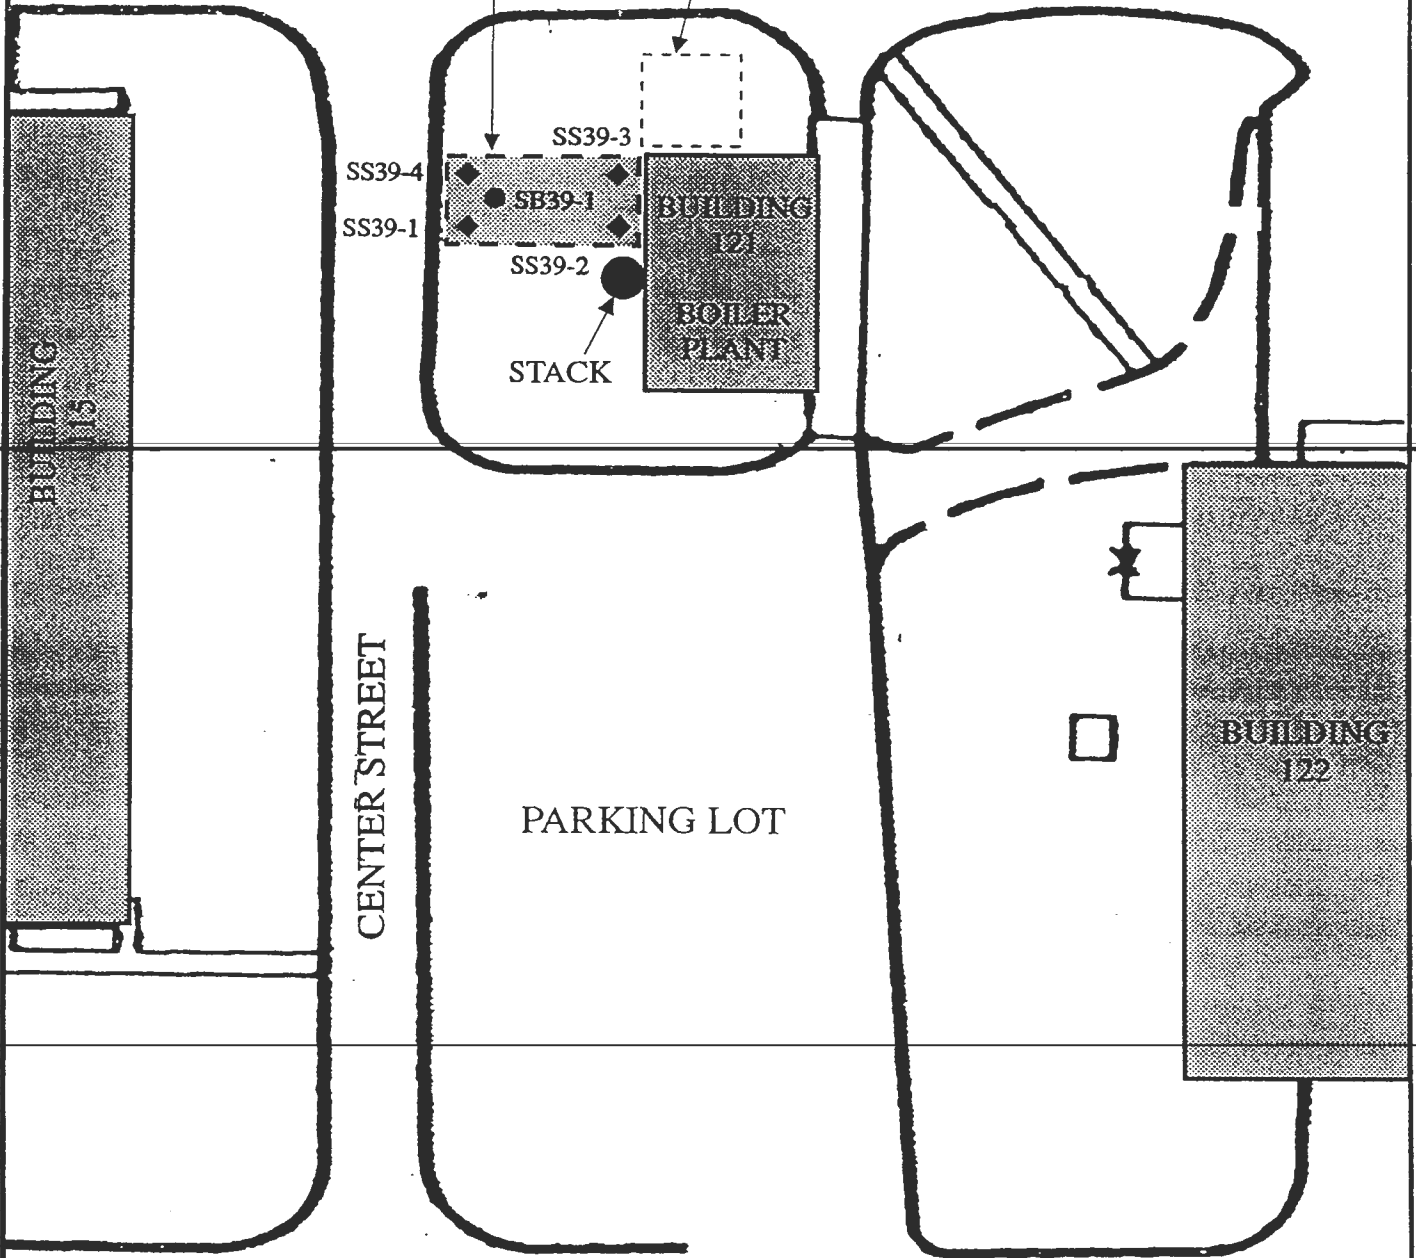 SS39-3
SS39-4
SB39-1
SS39-1
SS39-2
BUILDING
121
BOILER
PLANT
STACK
BUILDING
115
CENTER STREET
PARKING LOT
BUILDING
122